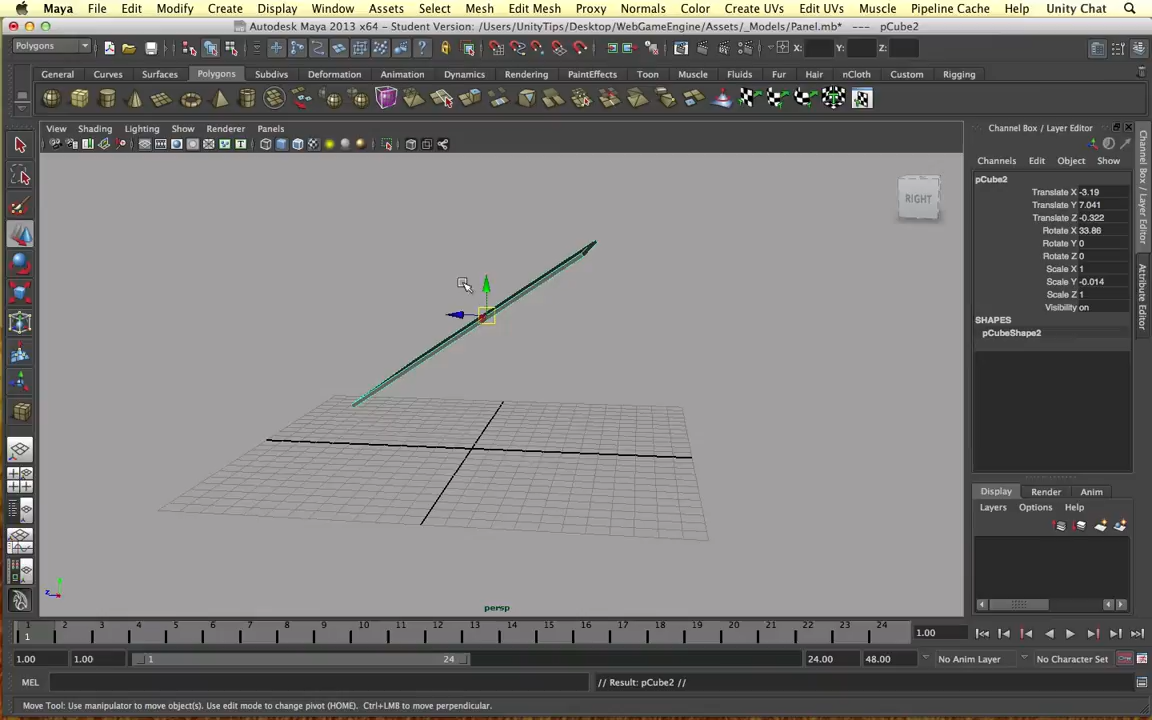 Maya File Edit Modify Create Display Window Assets Select Mesh Edit Mesh Proxy Normals Color Create UVs Edit UVs Muscle Pipeline Cache Help Unity Chat
Autodesk Maya 2013 x64 - Student Version: /Users/UnityTips/Desktop/WebGameEngine/Assets/_Models/Panel.mb* --- pCube2
Polygons X: Y: Z:
General Curves Surfaces Polygons Subdivs Deformation Animation Dynamics Rendering PaintEffects Toon Muscle Fluids Fur Hair nCloth Custom Rigging
View Shading Lighting Show Renderer Panels
Channel Box / Layer Editor
Channels Edit Object Show
pCube2
Translate X -3.19
Translate Y 7.041
Translate Z -0.322
Rotate X 33.86
Rotate Y 0
Rotate Z 0
Scale X 1
Scale Y -0.014
Scale Z 1
Visibility on
SHAPES
pCubeShape2
Channel Box / Layer Editor
Attribute Editor
RIGHT
Display Render Anim
Layers Options Help
y
z
persp
1 2 3 4 5 6 7 8 9 10 11 12 13 14 15 16 17 18 19 20 21 22 23 24
1 1.00
1.00 1.00 1 24 24.00 48.00 No Anim Layer No Character Set
MEL // Result: pCube2 //
Move Tool: Use manipulator to move object(s). Use edit mode to change pivot (HOME). Ctrl+LMB to move perpendicular.